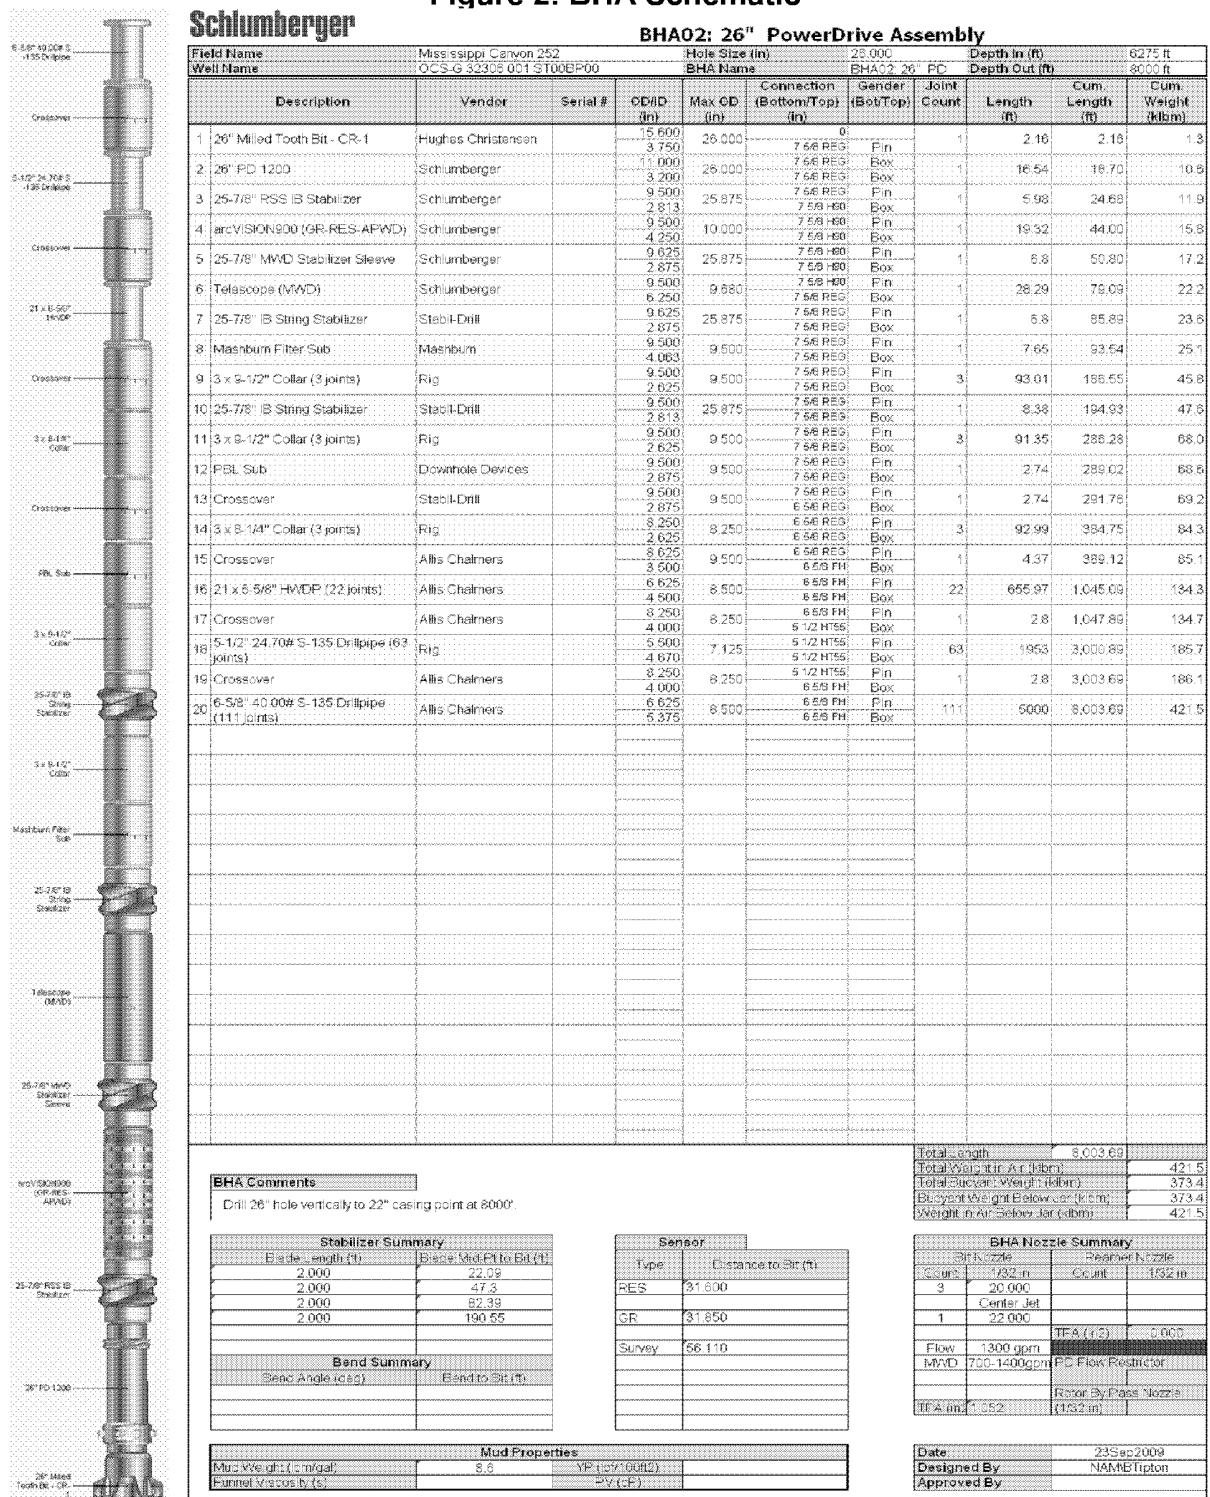 Figure 2. BHA Schematic
Schlumberger
BHA02: 26" PowerDrive Assembly
Field Name Mississippi Canyon 252 Hole Size (in) 26.000 Depth In (ft) 6275 ft
Well Name OCS-G 32306 001 ST00BP00 BHA Name BHA02: 26" PD Depth Out (ft) 8000 ft
Description Vendor Serial # OD/ID (in) Max OD (in) Connection (Bottom/Top) (in) Gender (Bot/Top) Joint Count Length (ft) Cum. Length (ft) Cum. Weight (klbm)
1 26" Milled Tooth Bit - CR-1 Hughes Christensen 15.600 3.750 26.000 0 7 5/8 REG Pin 1 2.16 2.16 1.3
2 26" PD 1200 Schlumberger 11.000 3.200 26.000 7 5/8 REG 7 5/8 REG Box Box 1 16.54 18.70 10.6
3 25-7/8" RSS IB Stabilizer Schlumberger 9.500 2.813 25.875 7 5/8 REG 7 5/8 H90 Pin Box 1 5.98 24.68 11.9
4 arcVISION900 (GR-RES-APWD) Schlumberger 9.500 4.250 10.000 7 5/8 H90 7 5/8 H90 Pin Box 1 19.32 44.00 15.8
5 25-7/8" MWD Stabilizer Sleeve Schlumberger 9.625 2.875 25.875 7 5/8 H90 7 5/8 H90 Pin Box 1 6.8 50.80 17.2
6 Telescope (MWD) Schlumberger 9.500 6.250 9.680 7 5/8 H90 7 5/8 REG Pin Box 1 28.29 79.09 22.2
7 25-7/8" IB String Stabilizer Stabil-Drill 9.625 2.875 25.875 7 5/8 REG 7 5/8 REG Pin Box 1 6.8 85.89 23.6
8 Mashburn Filter Sub Mashburn 9.500 4.063 9.500 7 5/8 REG 7 5/8 REG Pin Box 1 7.65 93.54 25.1
9 3 x 9-1/2" Collar (3 joints) Rig 9.500 2.625 9.500 7 5/8 REG 7 5/8 REG Pin Box 3 93.01 186.55 45.8
10 25-7/8" IB String Stabilizer Stabil-Drill 9.500 2.813 25.875 7 5/8 REG 7 5/8 REG Pin Box 1 8.38 194.93 47.6
11 3 x 9-1/2" Collar (3 joints) Rig 9.500 2.625 9.500 7 5/8 REG 7 5/8 REG Pin Box 3 91.35 286.28 68.0
12 PBL Sub Downhole Devices 9.500 2.875 9.500 7 5/8 REG 7 5/8 REG Pin Box 1 2.74 289.02 68.6
13 Crossover Stabil-Drill 9.500 2.875 9.500 7 5/8 REG 6 5/8 REG Pin Box 1 2.74 291.76 69.2
14 3 x 8-1/4" Collar (3 joints) Rig 8.250 2.625 8.250 6 5/8 REG 6 5/8 REG Pin Box 3 92.99 384.75 84.3
15 Crossover Allis Chalmers 8.625 3.500 9.500 6 5/8 REG 6 5/8 FH Pin Box 1 4.37 389.12 85.1
16 21 x 6-5/8" HWDP (22 joints) Allis Chalmers 6.625 4.500 8.500 6 5/8 FH 6 5/8 FH Pin Box 22 655.97 1,045.09 134.3
17 Crossover Allis Chalmers 8.250 4.000 8.250 6 5/8 FH 5 1/2 HT55 Pin Box 1 2.8 1,047.89 134.7
18 5-1/2" 24.70# S-135 Drillpipe (63 joints) Rig 5.500 4.670 7.125 5 1/2 HT55 5 1/2 HT55 Pin Box 63 1953 3,000.89 185.7
19 Crossover Allis Chalmers 8.250 4.000 8.250 5 1/2 HT55 6 5/8 FH Pin Box 1 2.8 3,003.69 186.1
20 6-5/8" 40.00# S-135 Drillpipe (111 joints) Allis Chalmers 6.625 5.375 8.500 6 5/8 FH 6 5/8 FH Pin Box 111 5000 8,003.69 421.5
6-5/8" 40.00# S-135 Drillpipe
Crossover
5-1/2" 24.70# S-135 Drillpipe
Crossover
21 x 6-5/8" HWDP
Crossover
3 x 8-1/4" Collar
Crossover
PBL Sub
3 x 9-1/2" Collar
25-7/8" IB String Stabilizer
3 x 9-1/2" Collar
Mashburn Filter Sub
25-7/8" IB String Stabilizer
Telescope (MWD)
25-7/8" MWD Stabilizer Sleeve
arcVISION900 (GR-RES-APWD)
25-7/8" RSS IB Stabilizer
26" PD 1200
26" Milled Tooth Bit - CR-1
Total Length 8,003.69
Total Weight in Air (klbm) 421.5
Total Buoyant Weight (klbm) 373.4
Buoyant Weight Below Jar (klbm) 373.4
Weight in Air Below Jar (klbm) 421.5
BHA Comments
Drill 26" hole vertically to 22" casing point at 8000'.
Stabilizer Summary
Blade Length (ft) Blade Mid-Pt to Bit (ft)
2.000 22.09
2.000 47.3
2.000 82.39
2.000 190.55
Bend Summary
Bend Angle (deg) Bend to Bit (ft)
Sensor
Type Distance to Bit (ft)
RES 31.600
GR 31.850
Survey 56.110
BHA Nozzle Summary
Bit Nozzle Reamer Nozzle
Count 1/32 in Count 1/32 in
3 20.000
Center Jet
1 22.000
TFA (in2) 0.000
Flow 1300 gpm
MWD 700-1400gpm PD Flow Restrictor
Rotor By Pass Nozzle
TFA (in2 1.052 (1/32 in)
Mud Properties
Mud Weight (lbm/gal) 8.6 YP (lbf/100ft2)
Funnel Viscosity (s) PV (cP)
Date 23Sep2009
Designed By NAM\BTipton
Approved By